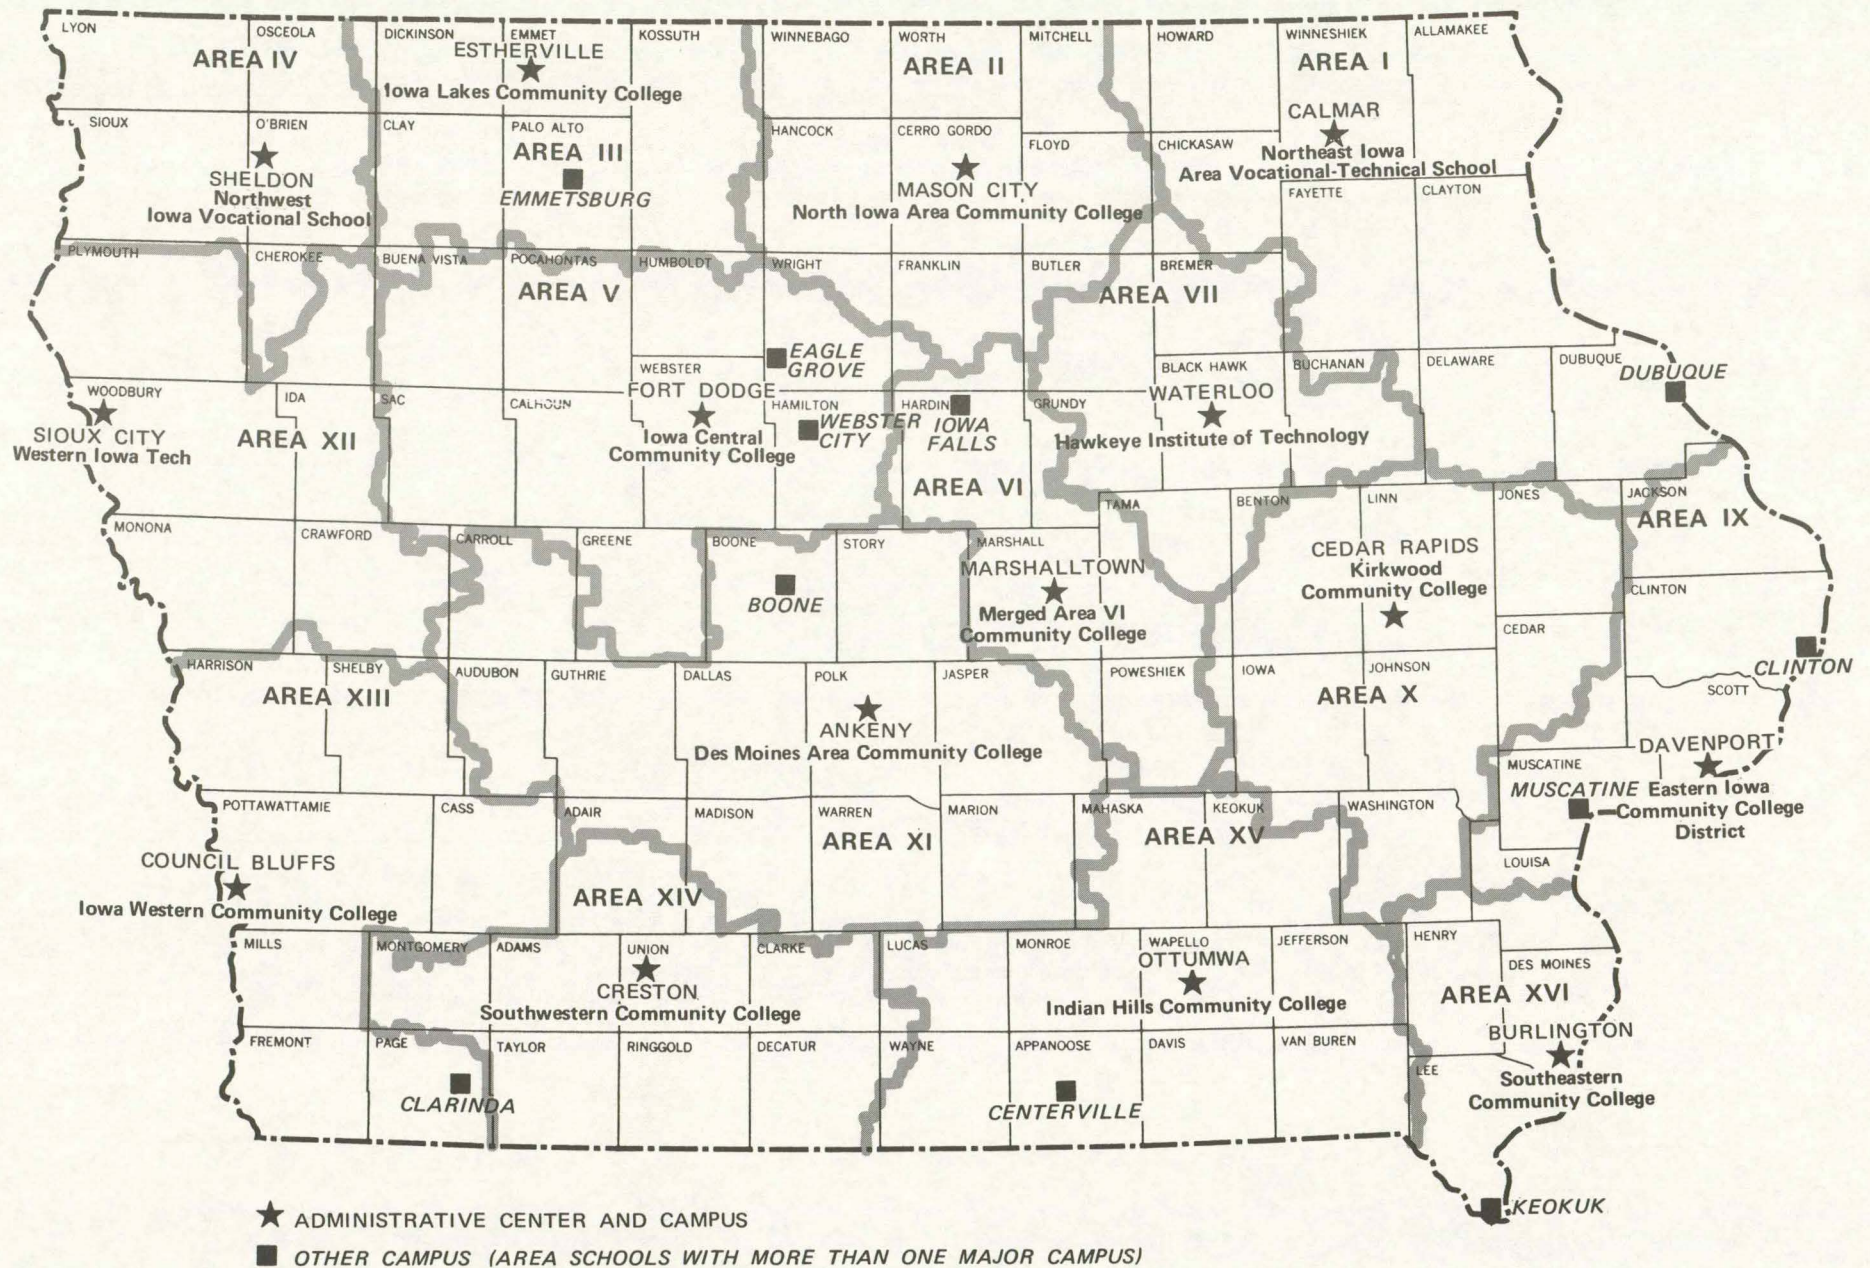 LYON
OSCEOLA
DICKINSON
EMMET
KOSSUTH
WINNEBAGO
WORTH
MITCHELL
HOWARD
WINNESHIEK
ALLAMAKEE
AREA IV
ESTHERVILLE
Iowa Lakes Community College
AREA II
AREA I
CALMAR
Northeast Iowa
Area Vocational-Technical School
SIOUX
O'BRIEN
CLAY
PALO ALTO
HANCOCK
CERRO GORDO
FLOYD
CHICKASAW
FAYETTE
CLAYTON
AREA III
EMMETSBURG
SHELDON
Northwest
Iowa Vocational School
MASON CITY
North Iowa Area Community College
PLYMOUTH
CHEROKEE
BUENA VISTA
POCAHONTAS
HUMBOLDT
WRIGHT
FRANKLIN
BUTLER
BREMER
AREA V
AREA VII
EAGLE
GROVE
WEBSTER
BLACK HAWK
BUCHANAN
DELAWARE
DUBUQUE
DUBUQUE
WOODBURY
IDA
SAC
CALHOUN
FORT DODGE
Iowa Central
Community College
HAMILTON
WEBSTER
CITY
HARDIN
IOWA
FALLS
GRUNDY
WATERLOO
Hawkeye Institute of Technology
SIOUX CITY
Western Iowa Tech
AREA XII
AREA VI
MONONA
CRAWFORD
CARROLL
GREENE
BOONE
STORY
MARSHALL
TAMA
BENTON
LINN
JONES
JACKSON
AREA IX
BOONE
MARSHALLTOWN
Merged Area VI
Community College
CEDAR RAPIDS
Kirkwood
Community College
CLINTON
CEDAR
CLINTON
HARRISON
SHELBY
AUDUBON
GUTHRIE
DALLAS
POLK
JASPER
POWESHIEK
IOWA
JOHNSON
SCOTT
AREA XIII
AREA X
ANKENY
Des Moines Area Community College
DAVENPORT
Eastern Iowa
Community College
District
MUSCATINE
MUSCATINE
POTTAWATTAMIE
CASS
ADAIR
MADISON
WARREN
MARION
MAHASKA
KEOKUK
WASHINGTON
LOUISA
AREA XI
AREA XV
COUNCIL BLUFFS
Iowa Western Community College
AREA XIV
MILLS
MONTGOMERY
ADAMS
UNION
CLARKE
LUCAS
MONROE
WAPELLO
JEFFERSON
HENRY
DES MOINES
CRESTON
Southwestern Community College
OTTUMWA
Indian Hills Community College
AREA XVI
BURLINGTON
Southeastern
Community College
FREMONT
PAGE
TAYLOR
RINGGOLD
DECATUR
WAYNE
APPANOOSE
DAVIS
VAN BUREN
LEE
CLARINDA
CENTERVILLE
KEOKUK
ADMINISTRATIVE CENTER AND CAMPUS
OTHER CAMPUS (AREA SCHOOLS WITH MORE THAN ONE MAJOR CAMPUS)